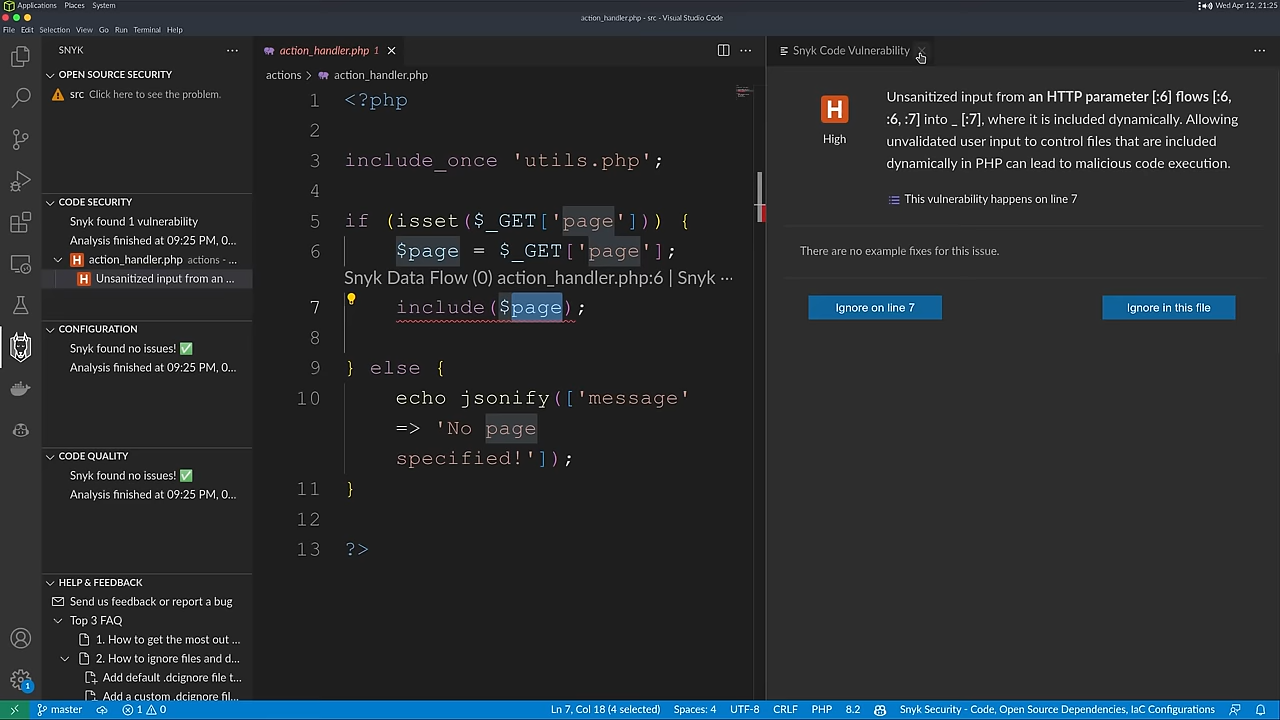 Applications Places System
Wed Apr 12, 21:25
action_handler.php - src - Visual Studio Code
File Edit Selection View Go Run Terminal Help
SNYK
OPEN SOURCE SECURITY
src Click here to see the problem.
CODE SECURITY
Snyk found 1 vulnerability
Analysis finished at 09:25 PM, 0...
H action_handler.php actions - ...
H Unsanitized input from an ...
CONFIGURATION
Snyk found no issues! ✅
Analysis finished at 09:25 PM, 0...
CODE QUALITY
Snyk found no issues! ✅
Analysis finished at 09:25 PM, 0...
HELP & FEEDBACK
Send us feedback or report a bug
Top 3 FAQ
1. How to get the most out ...
2. How to ignore files and d...
Add default .dcignore file t...
Add a custom .dcignore fil...
1
action_handler.php 1
actions > action_handler.php
1 <?php
2
3 include_once 'utils.php';
4
5 if (isset($_GET['page'])) {
6 $page = $_GET['page'];
Snyk Data Flow (0) action_handler.php:6 | Snyk ...
7 include($page);
8
9 } else {
10 echo jsonify(['message'
=> 'No page
specified!']);
11 }
12
13 ?>
Snyk Code Vulnerability
H
High
Unsanitized input from an HTTP parameter [:6] flows [:6,
:6, :7] into _ [:7], where it is included dynamically. Allowing
unvalidated user input to control files that are included
dynamically in PHP can lead to malicious code execution.
This vulnerability happens on line 7
There are no example fixes for this issue.
Ignore on line 7
Ignore in this file
master 1 0 Ln 7, Col 18 (4 selected) Spaces: 4 UTF-8 CRLF PHP 8.2 Snyk Security - Code, Open Source Dependencies, IaC Configurations